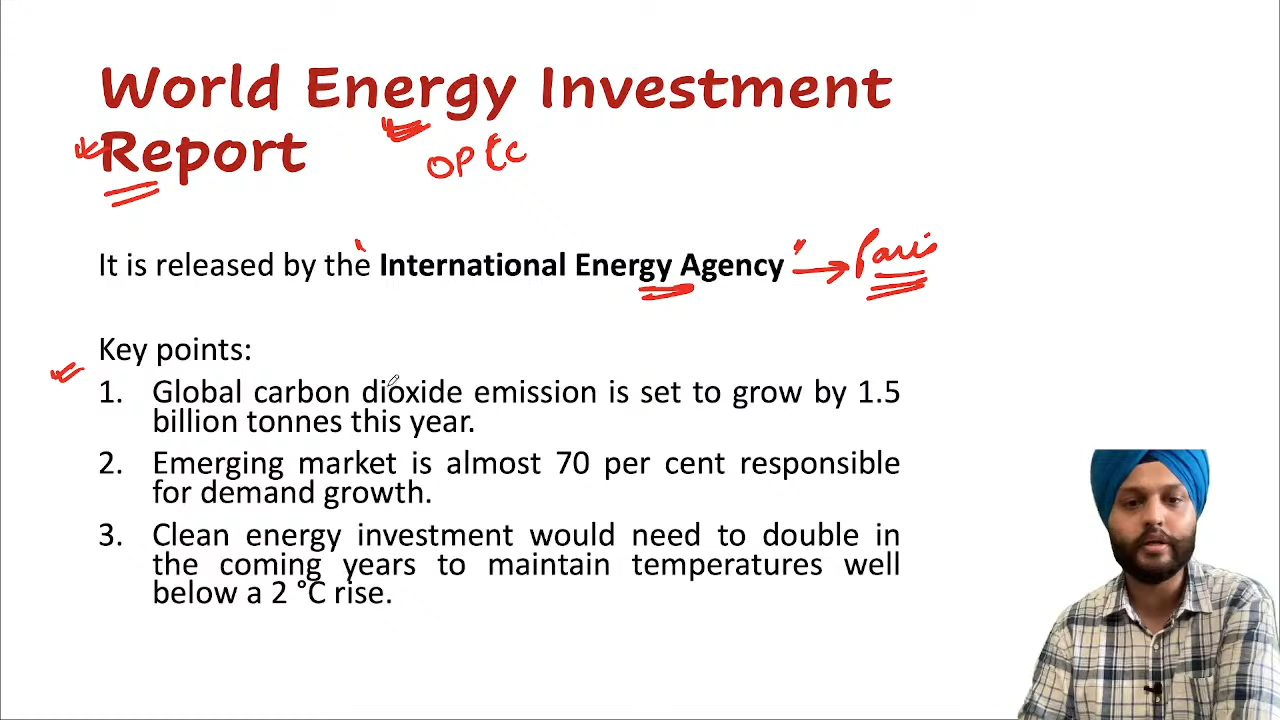 World Energy Investment
Report
OPEC
It is released by the International Energy Agency → Paris
Key points:
1. Global carbon dioxide emission is set to grow by 1.5
billion tonnes this year.
2. Emerging market is almost 70 per cent responsible
for demand growth.
3. Clean energy investment would need to double in
the coming years to maintain temperatures well
below a 2 °C rise.